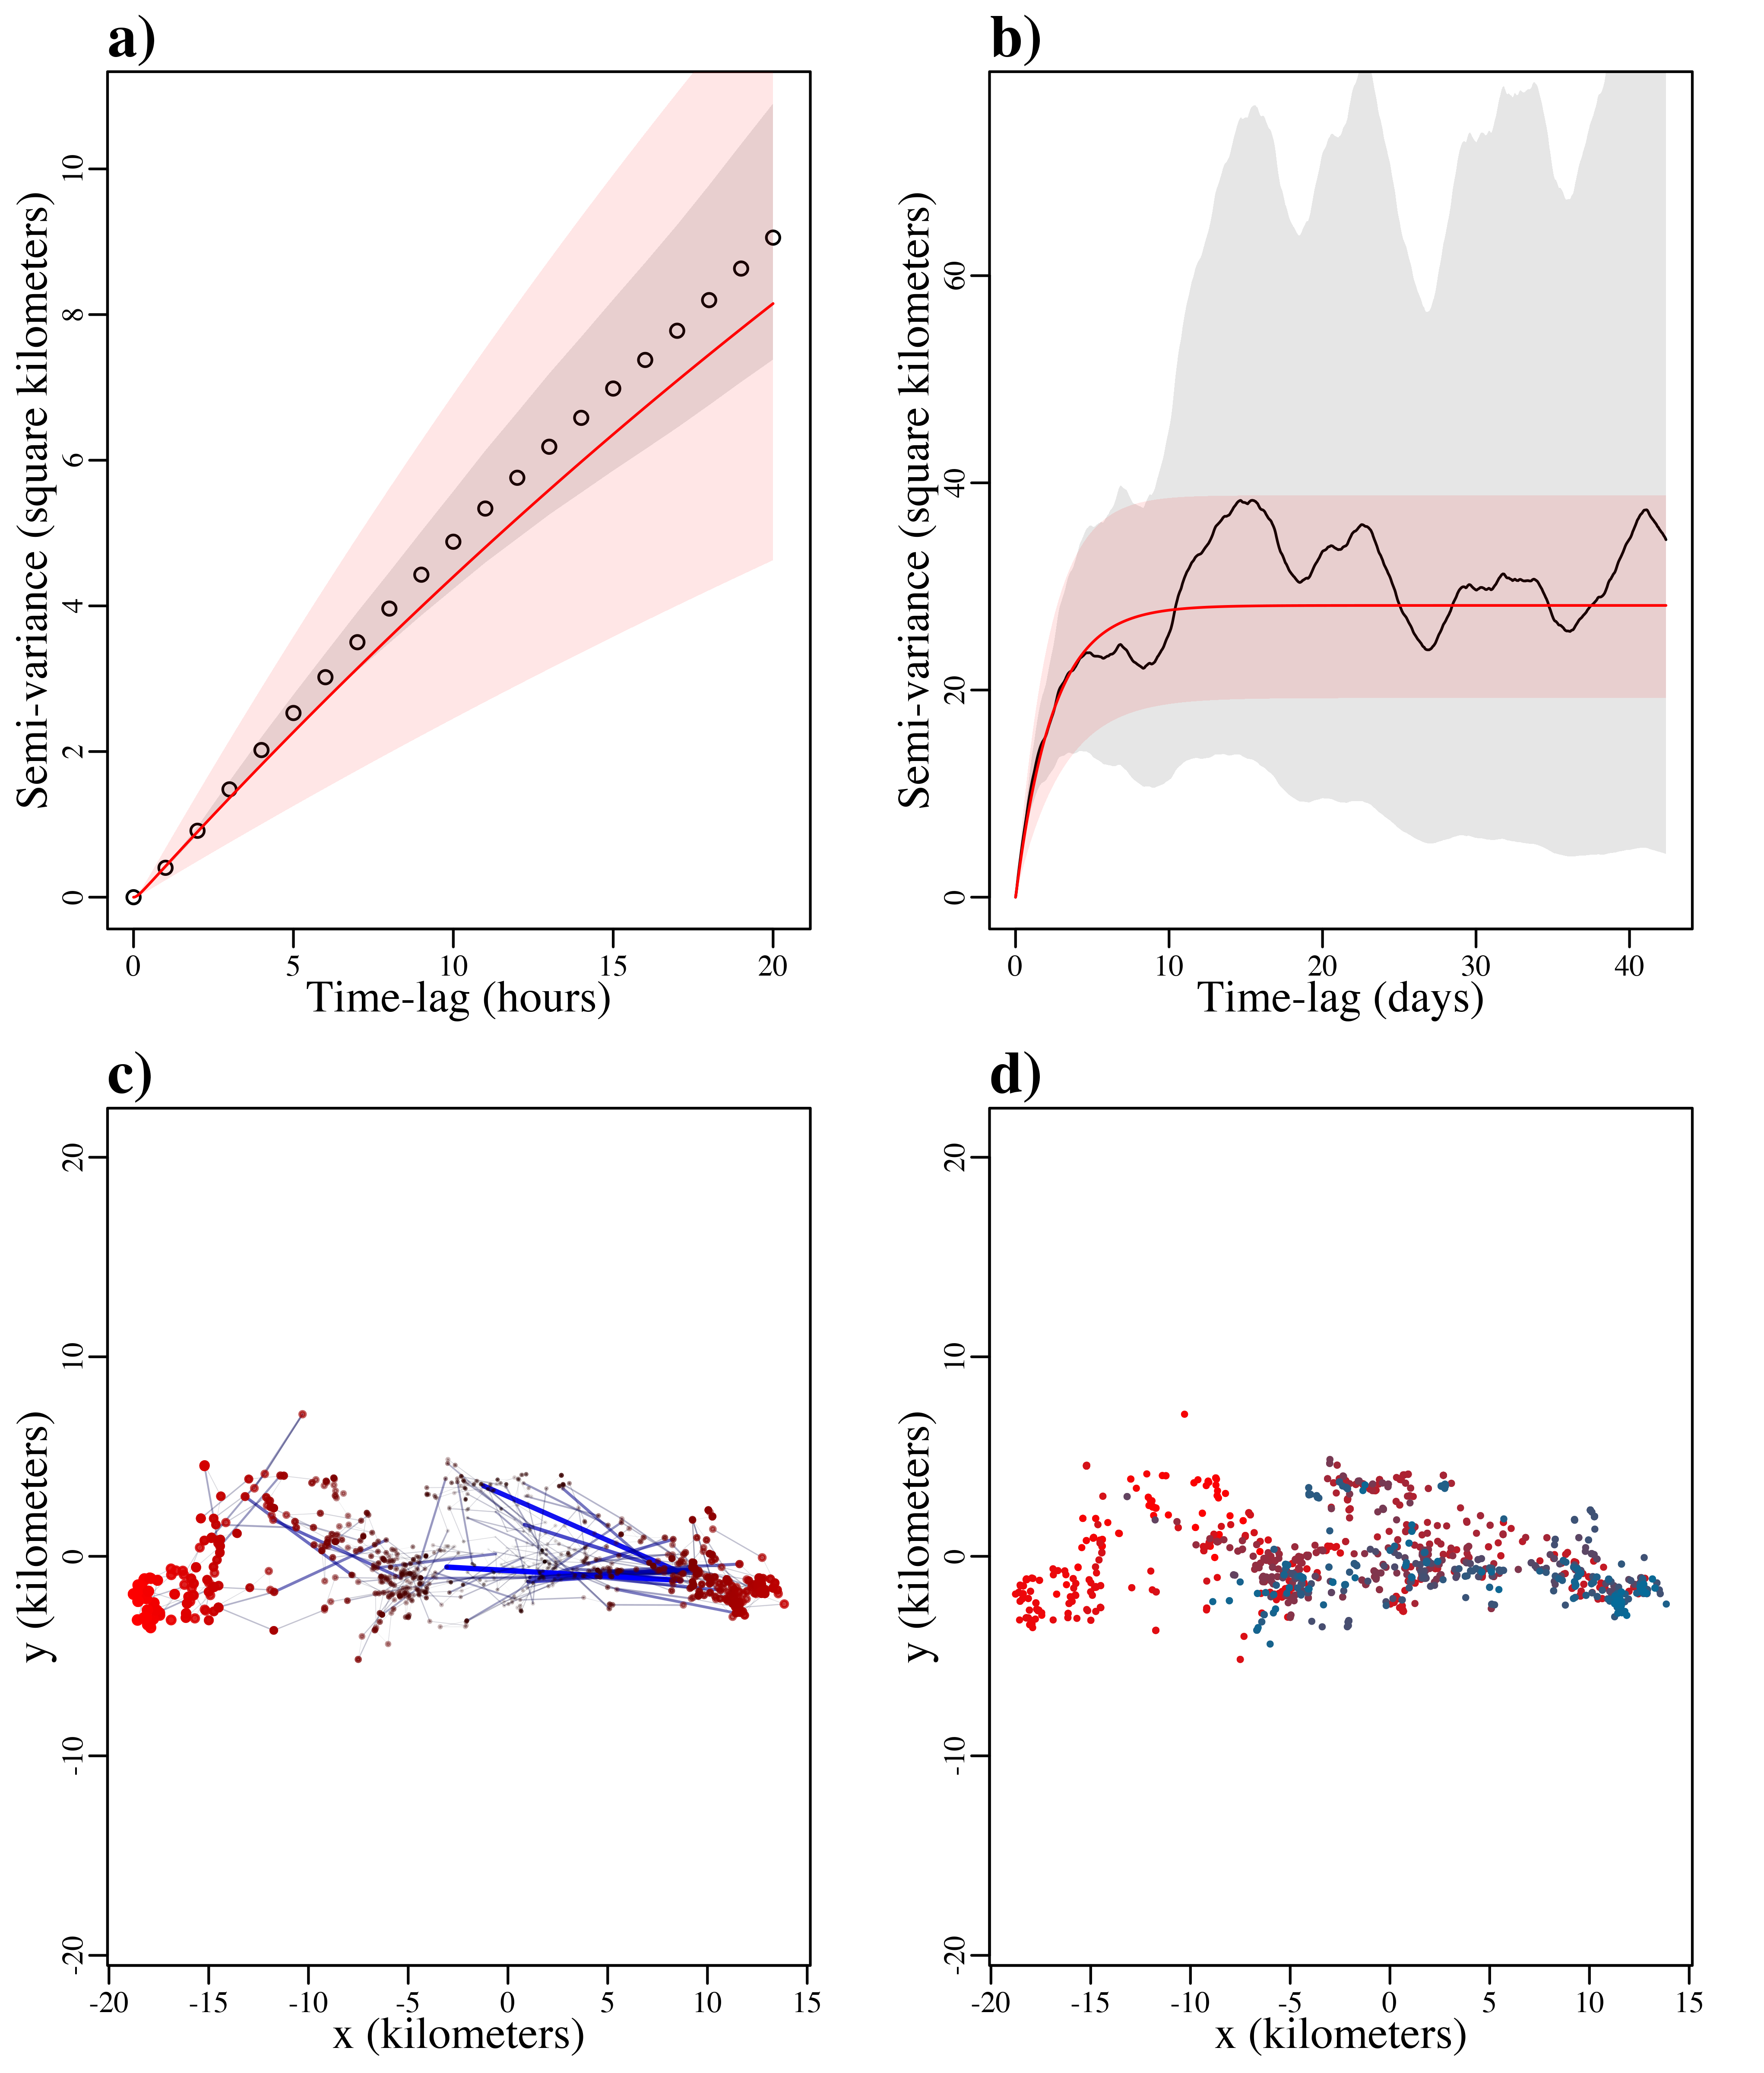 a)
Semi-variance (square kilometers)
0 2 4 6 8 10
0 5 10 15 20
Time-lag (hours)
b)
Semi-variance (square kilometers)
0 20 40 60
0 10 20 30 40
Time-lag (days)
c)
y (kilometers)
-20 -10 0 10 20
-20 -15 -10 -5 0 5 10 15
x (kilometers)
d)
y (kilometers)
-20 -10 0 10 20
-20 -15 -10 -5 0 5 10 15
x (kilometers)